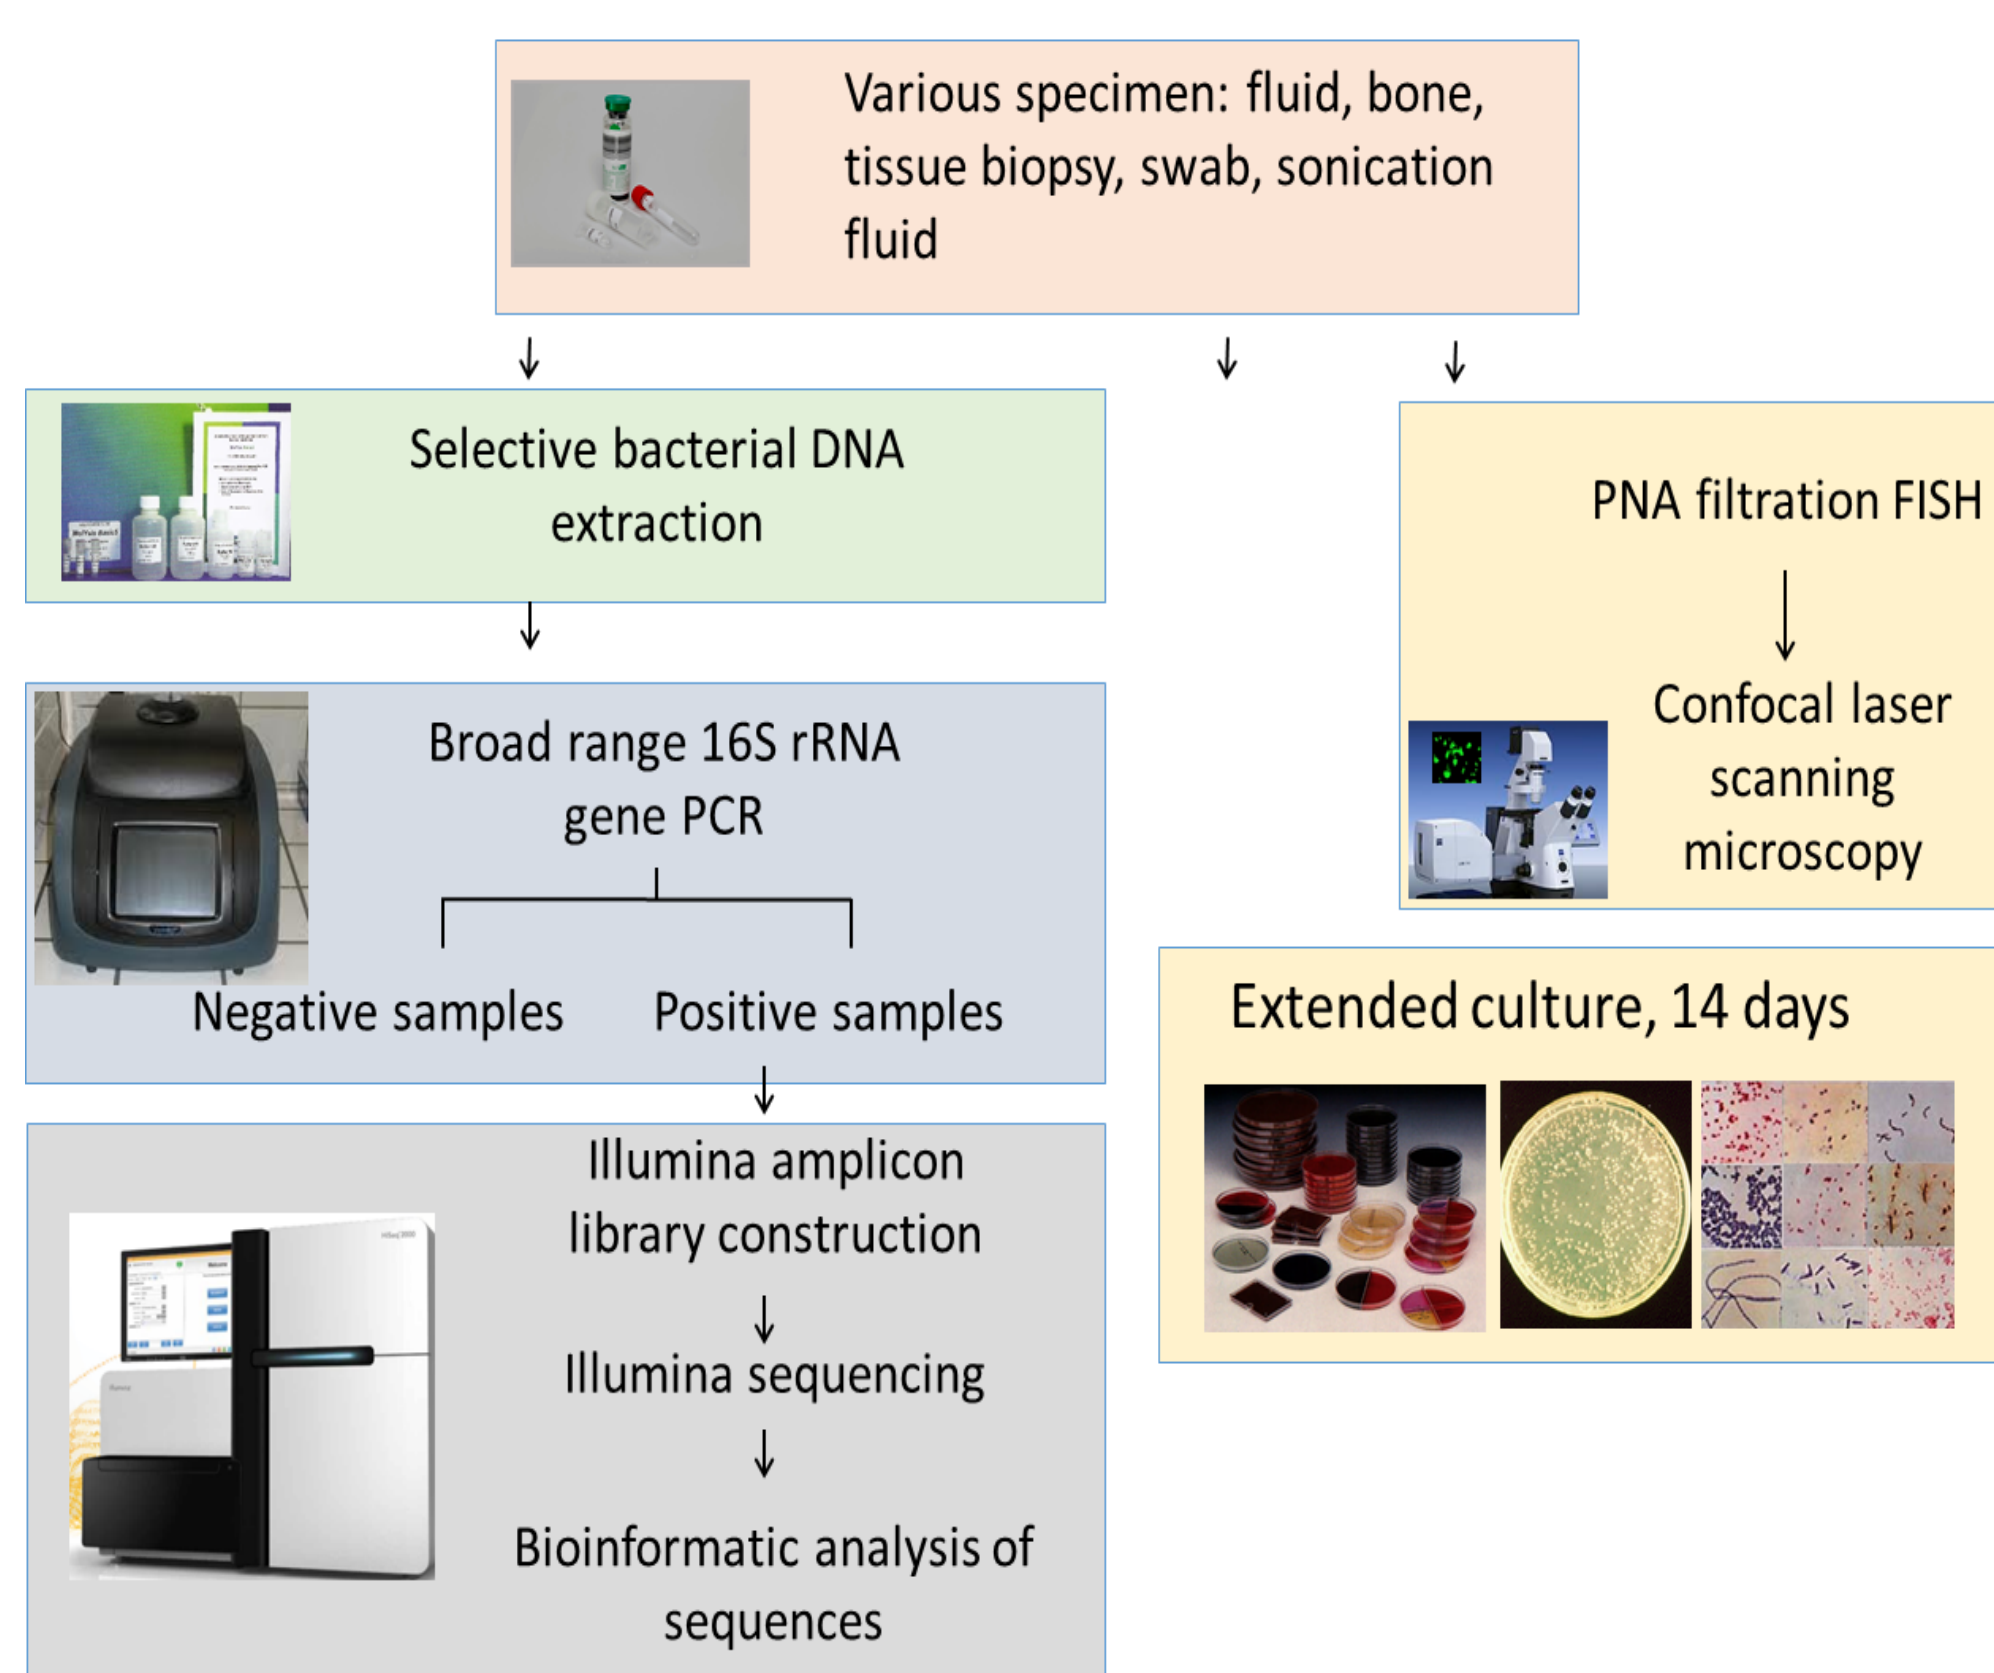 Various specimen: fluid, bone,
tissue biopsy, swab, sonication
fluid
Selective bacterial DNA
extraction
Broad range 16S rRNA
gene PCR
Negative samples
Positive samples
Illumina amplicon
library construction
Illumina sequencing
Bioinformatic analysis of
sequences
PNA filtration FISH
Confocal laser
scanning
microscopy
Extended culture, 14 days